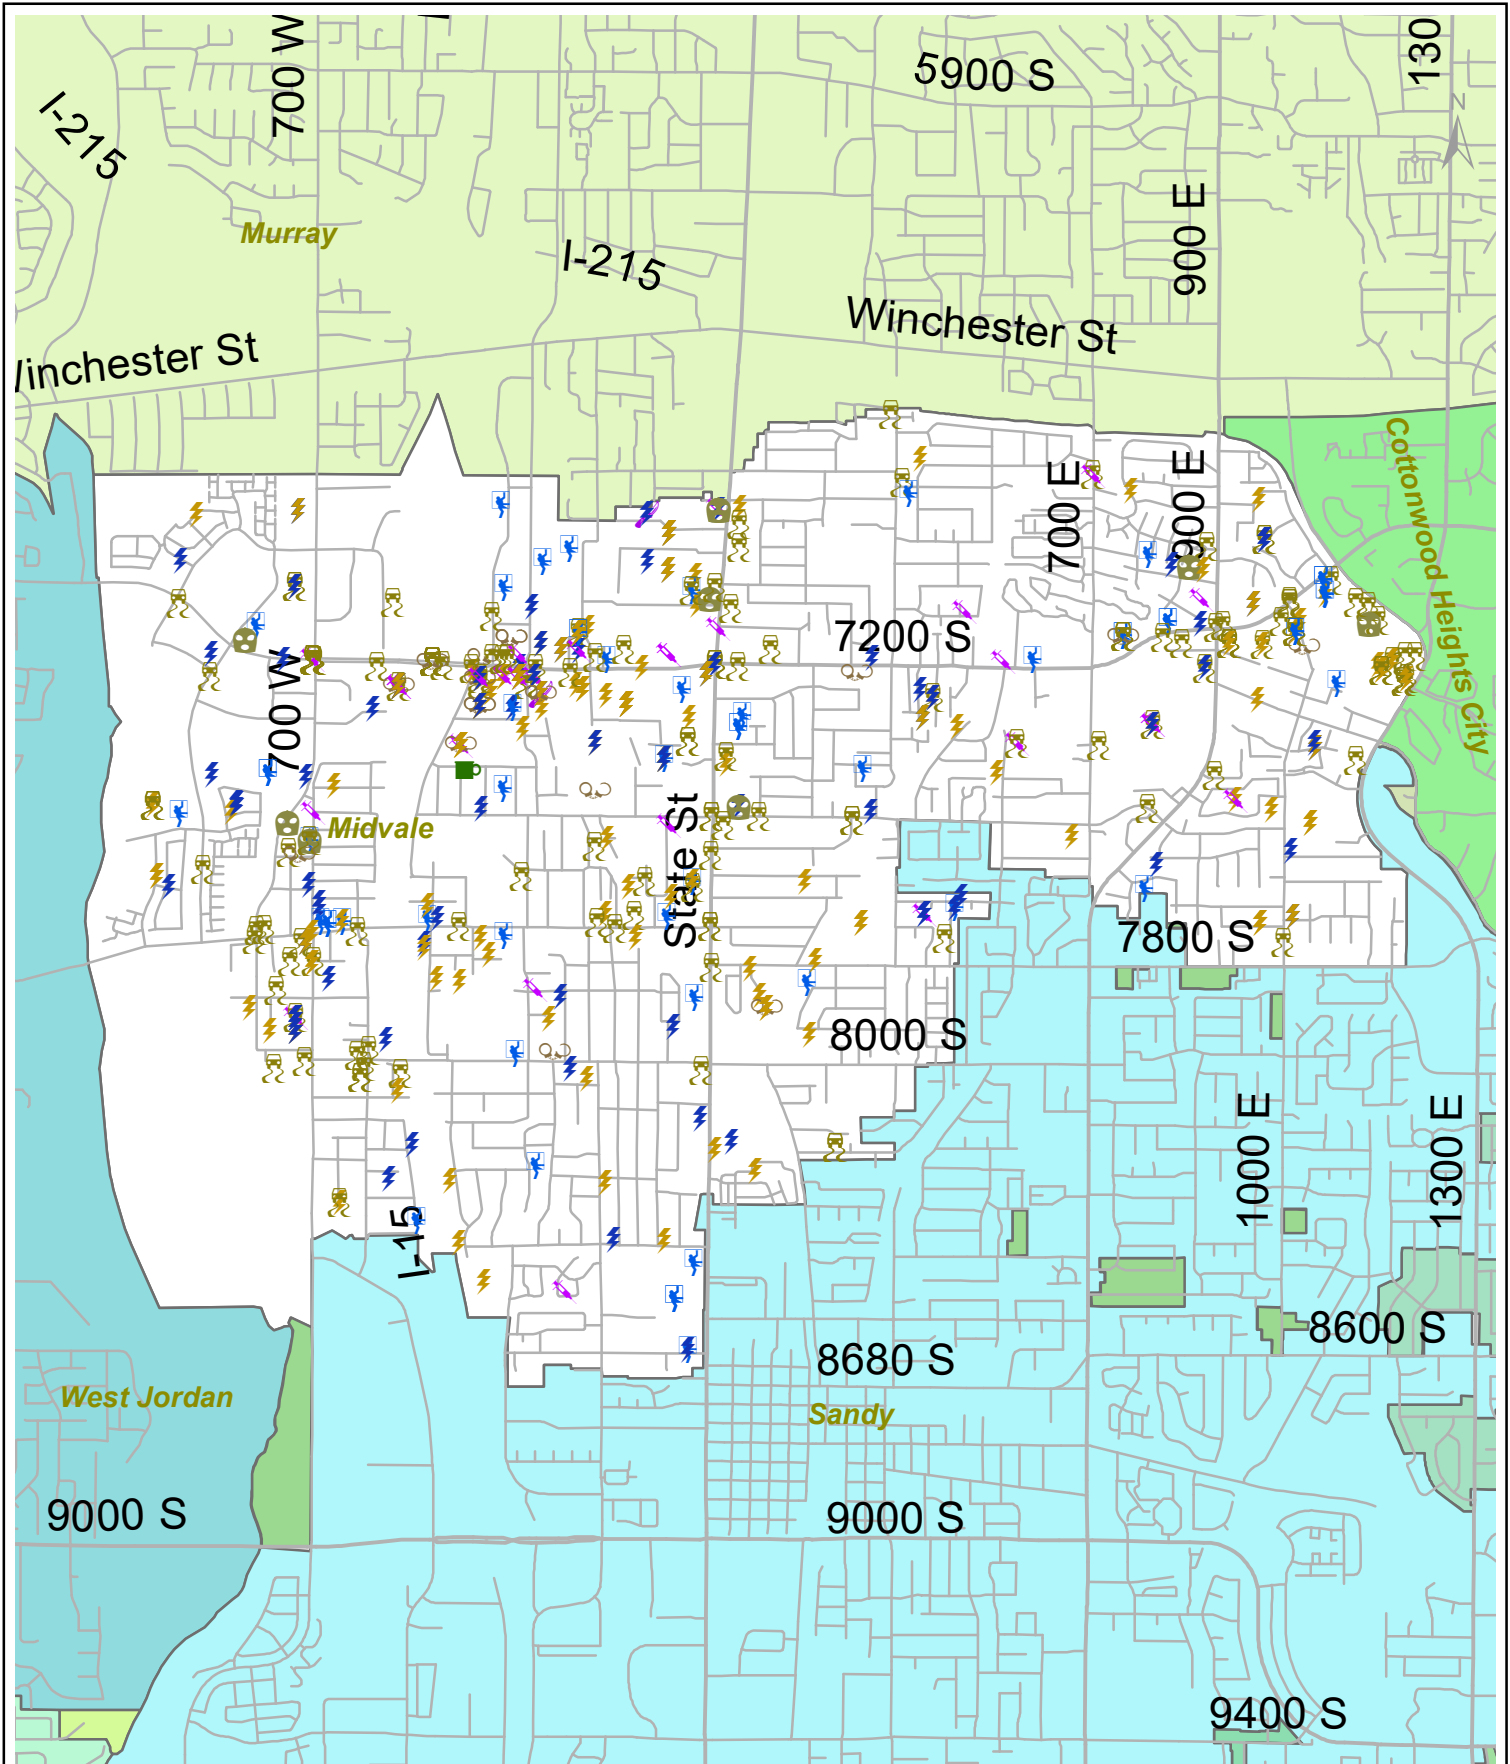 700 W
130
5900 S
I-215
N
900 E
Murray
I-215
Winchester St
Winchester St
Cottonwood Heights City
700 E
900 E
7200 S
700 W
State St
Midvale
7800 S
8000 S
1000 E
1300 E
I-15
8600 S
8680 S
West Jordan
Sandy
9000 S
9000 S
9400 S